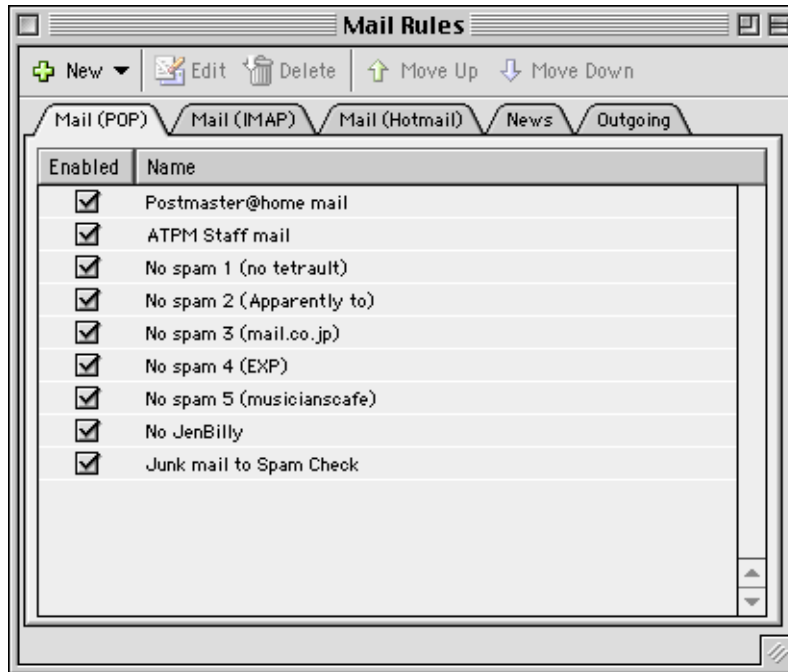 Mail Rules
New Edit Delete Move Up Move Down
Mail (POP) Mail (IMAP) Mail (Hotmail) News Outgoing
Enabled Name
Postmaster@home mail
ATPM Staff mail
No spam 1 (no tetrault)
No spam 2 (Apparently to)
No spam 3 (mail.co.jp)
No spam 4 (EXP)
No spam 5 (musicianscafe)
No JenBilly
Junk mail to Spam Check